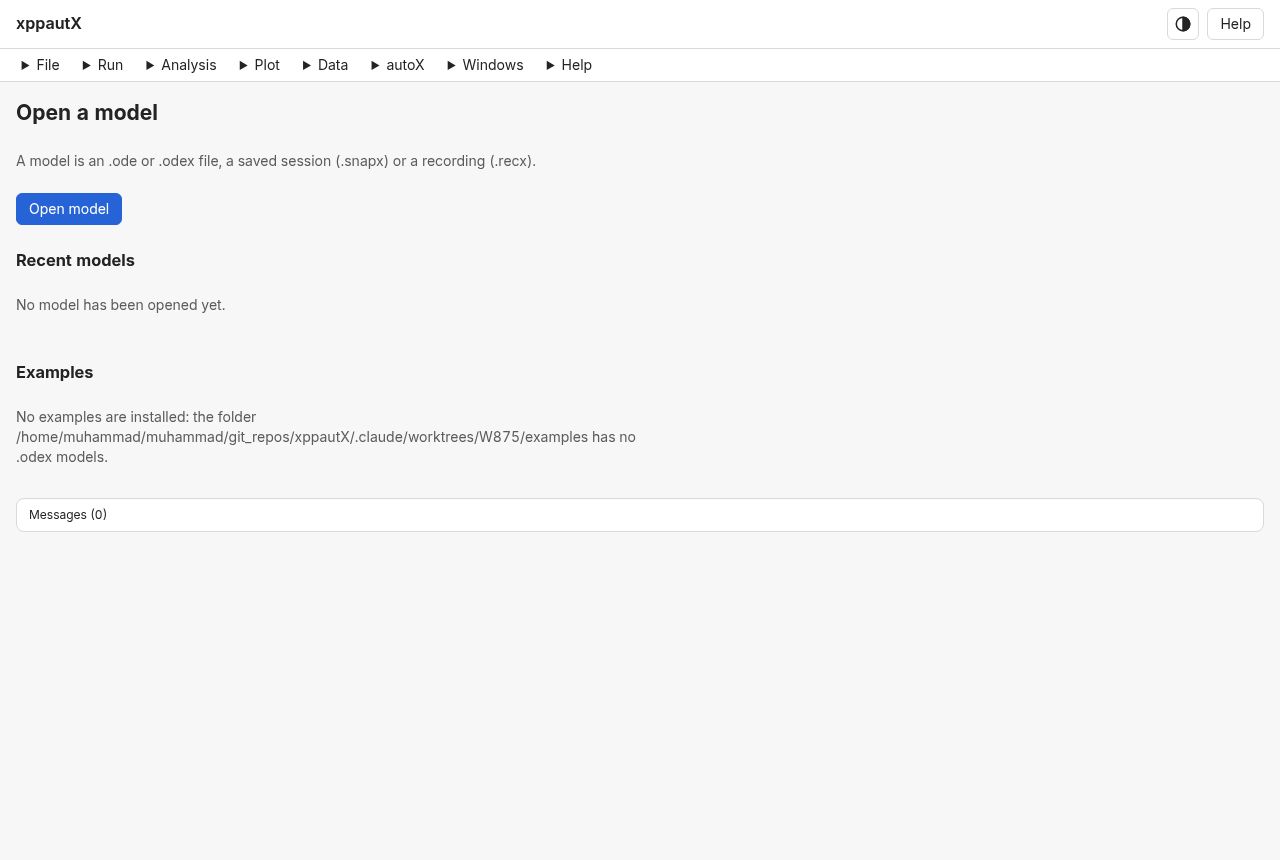 xppautX
Help
File
Run
Analysis
Plot
Data
autoX
Windows
Help
Open a model
A model is an .ode or .odex file, a saved session (.snapx) or a recording (.recx).
Open model
Recent models
No model has been opened yet.
Examples
No examples are installed: the folder
/home/muhammad/muhammad/git_repos/xppautX/.claude/worktrees/W875/examples has no
.odex models.
Messages (0)